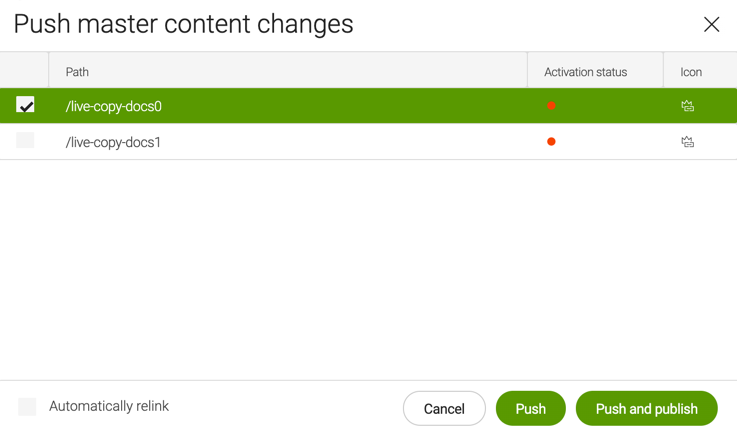 Push master content changes
Path Activation status Icon
/live-copy-docs0
/live-copy-docs1
Automatically relink Cancel Push Push and publish